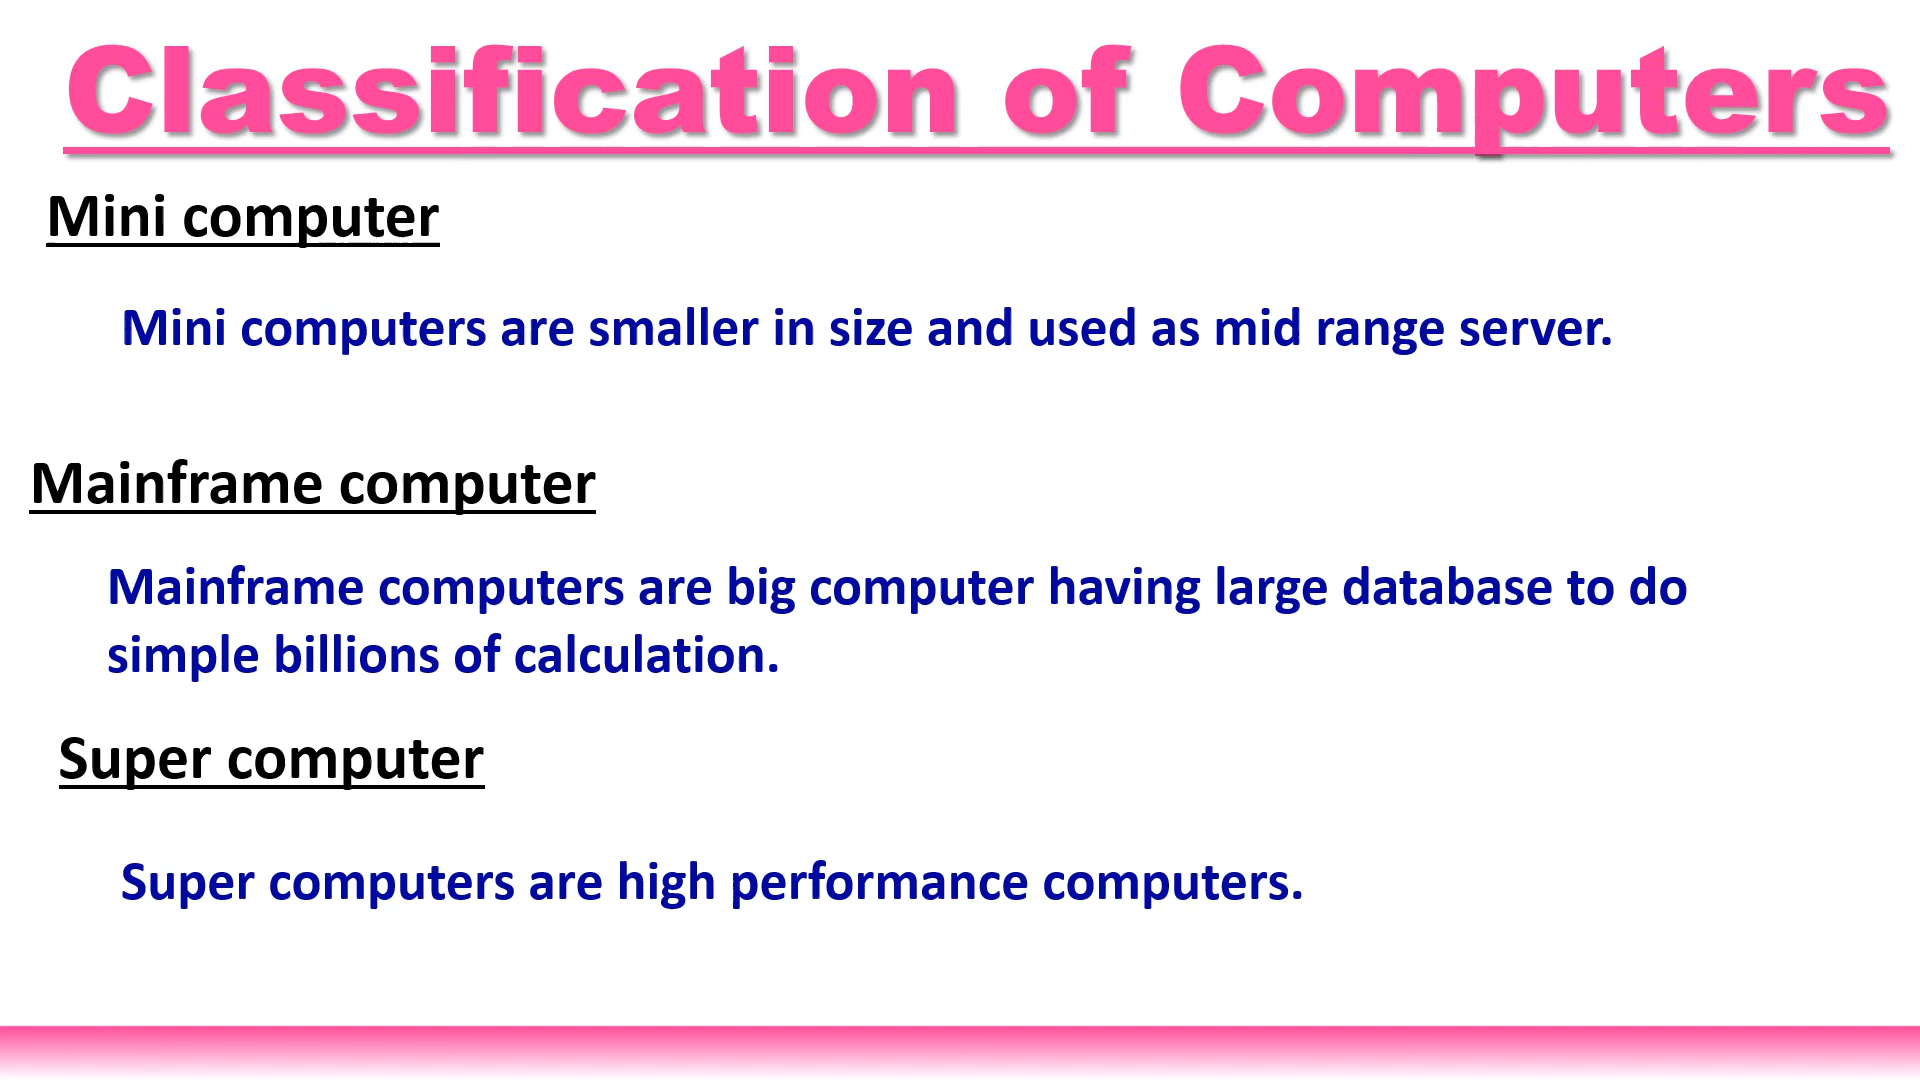 Classification of Computers
Mini computer
Mini computers are smaller in size and used as mid range server.
Mainframe computer
Mainframe computers are big computer having large database to do
simple billions of calculation.
Super computer
Super computers are high performance computers.